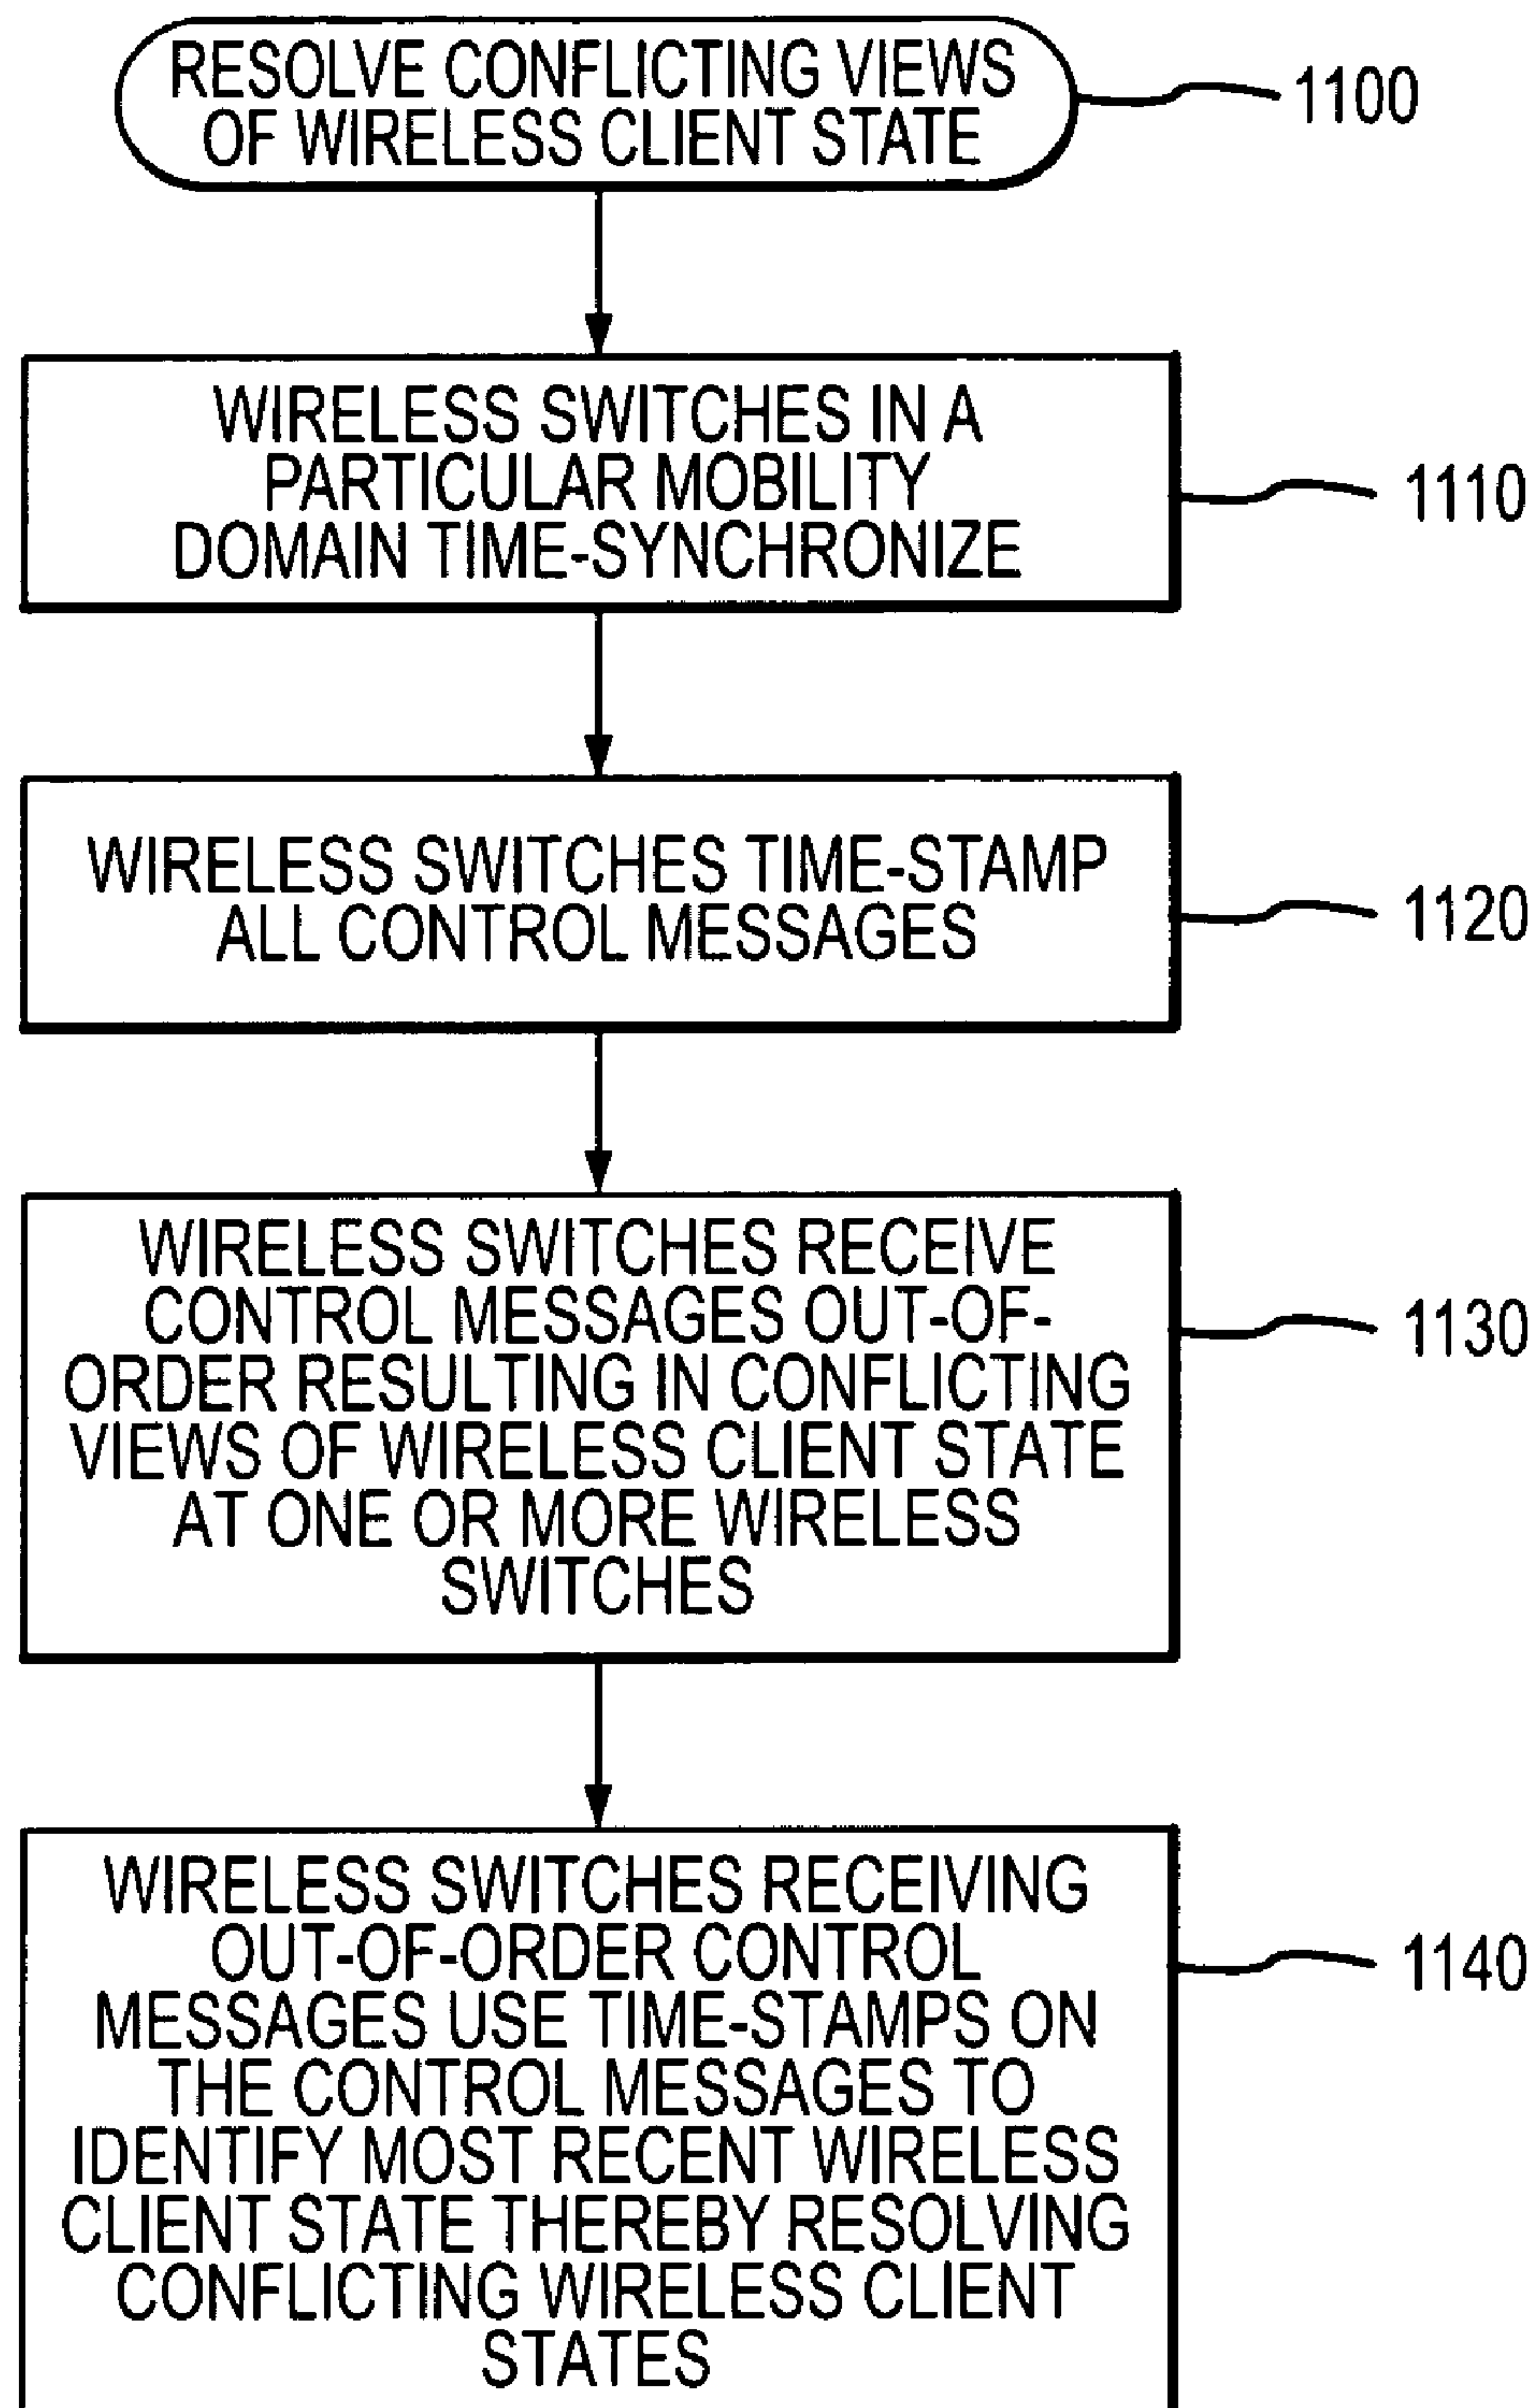 RESOLVE CONFLICTING VIEWS
OF WIRELESS CLIENT STATE
1100
WIRELESS SWITCHES IN A
PARTICULAR MOBILITY
DOMAIN TIME-SYNCHRONIZE
1110
WIRELESS SWITCHES TIME-STAMP
ALL CONTROL MESSAGES
1120
WIRELESS SWITCHES RECEIVE
CONTROL MESSAGES OUT-OF-
ORDER RESULTING IN CONFLICTING
VIEWS OF WIRELESS CLIENT STATE
AT ONE OR MORE WIRELESS
SWITCHES
1130
WIRELESS SWITCHES RECEIVING
OUT-OF-ORDER CONTROL
MESSAGES USE TIME-STAMPS ON
THE CONTROL MESSAGES TO
IDENTIFY MOST RECENT WIRELESS
CLIENT STATE THEREBY RESOLVING
CONFLICTING WIRELESS CLIENT
STATES
1140